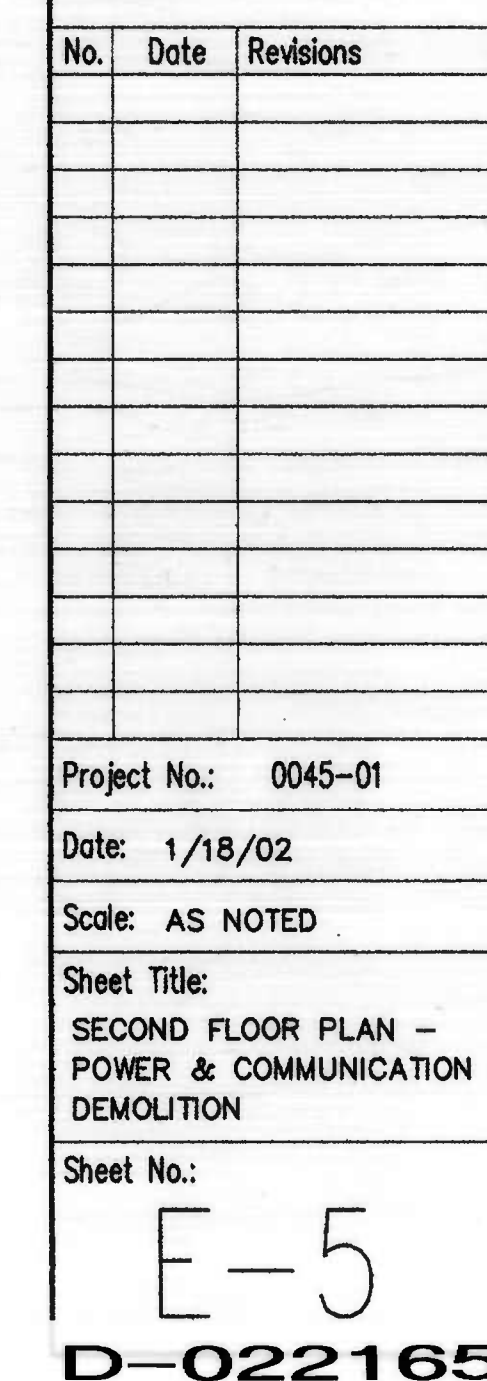 No. Date Revisions
Project No.: 0045-01
Date: 1/18/02
Scale: AS NOTED
Sheet Title:
SECOND FLOOR PLAN –
POWER & COMMUNICATION
DEMOLITION
Sheet No.:
E-5
D-022165